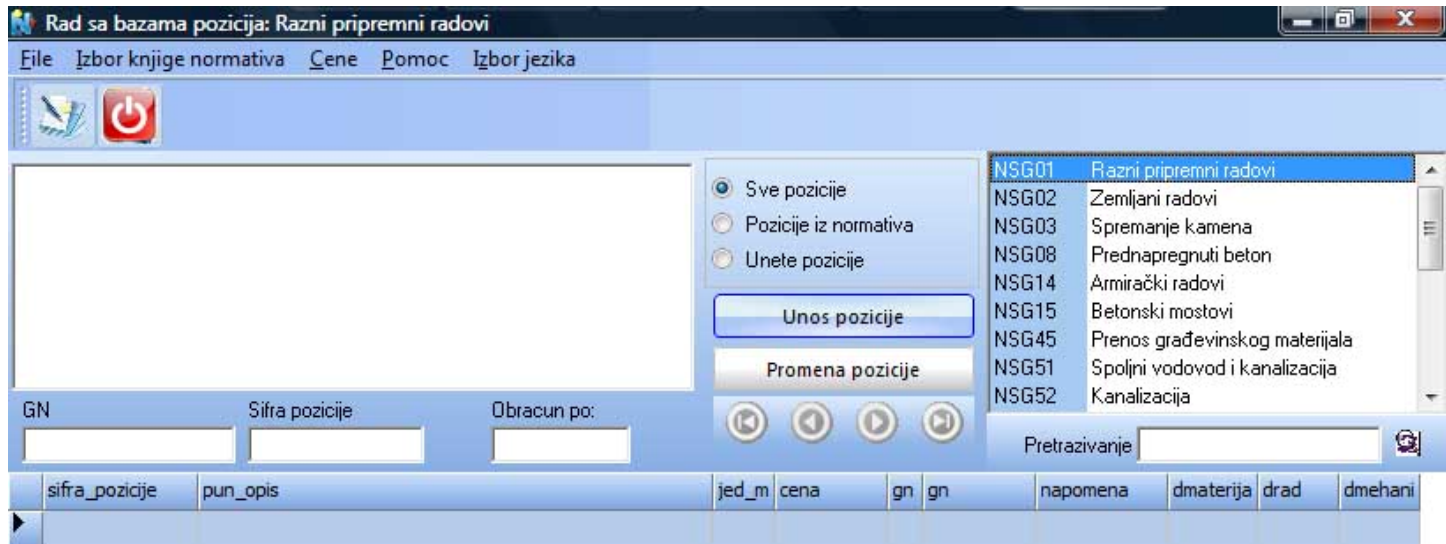 Rad sa bazama pozicija: Razni pripremni radovi
File Izbor knjige normativa Cene Pomoc Izbor jezika
Sve pozicije
Pozicije iz normativa
Unete pozicije
Unos pozicije
Promena pozicije
NSG01 Razni pripremni radovi
NSG02 Zemljani radovi
NSG03 Spremanje kamena
NSG08 Prednapregnuti beton
NSG14 Armirački radovi
NSG15 Betonski mostovi
NSG45 Prenos građevinskog materijala
NSG51 Spoljni vodovod i kanalizacija
NSG52 Kanalizacija
GN Sifra pozicije Obracun po:
Pretrazivanje
sifra_pozicije pun_opis jed_m cena gn gn napomena dmaterija drad dmehani